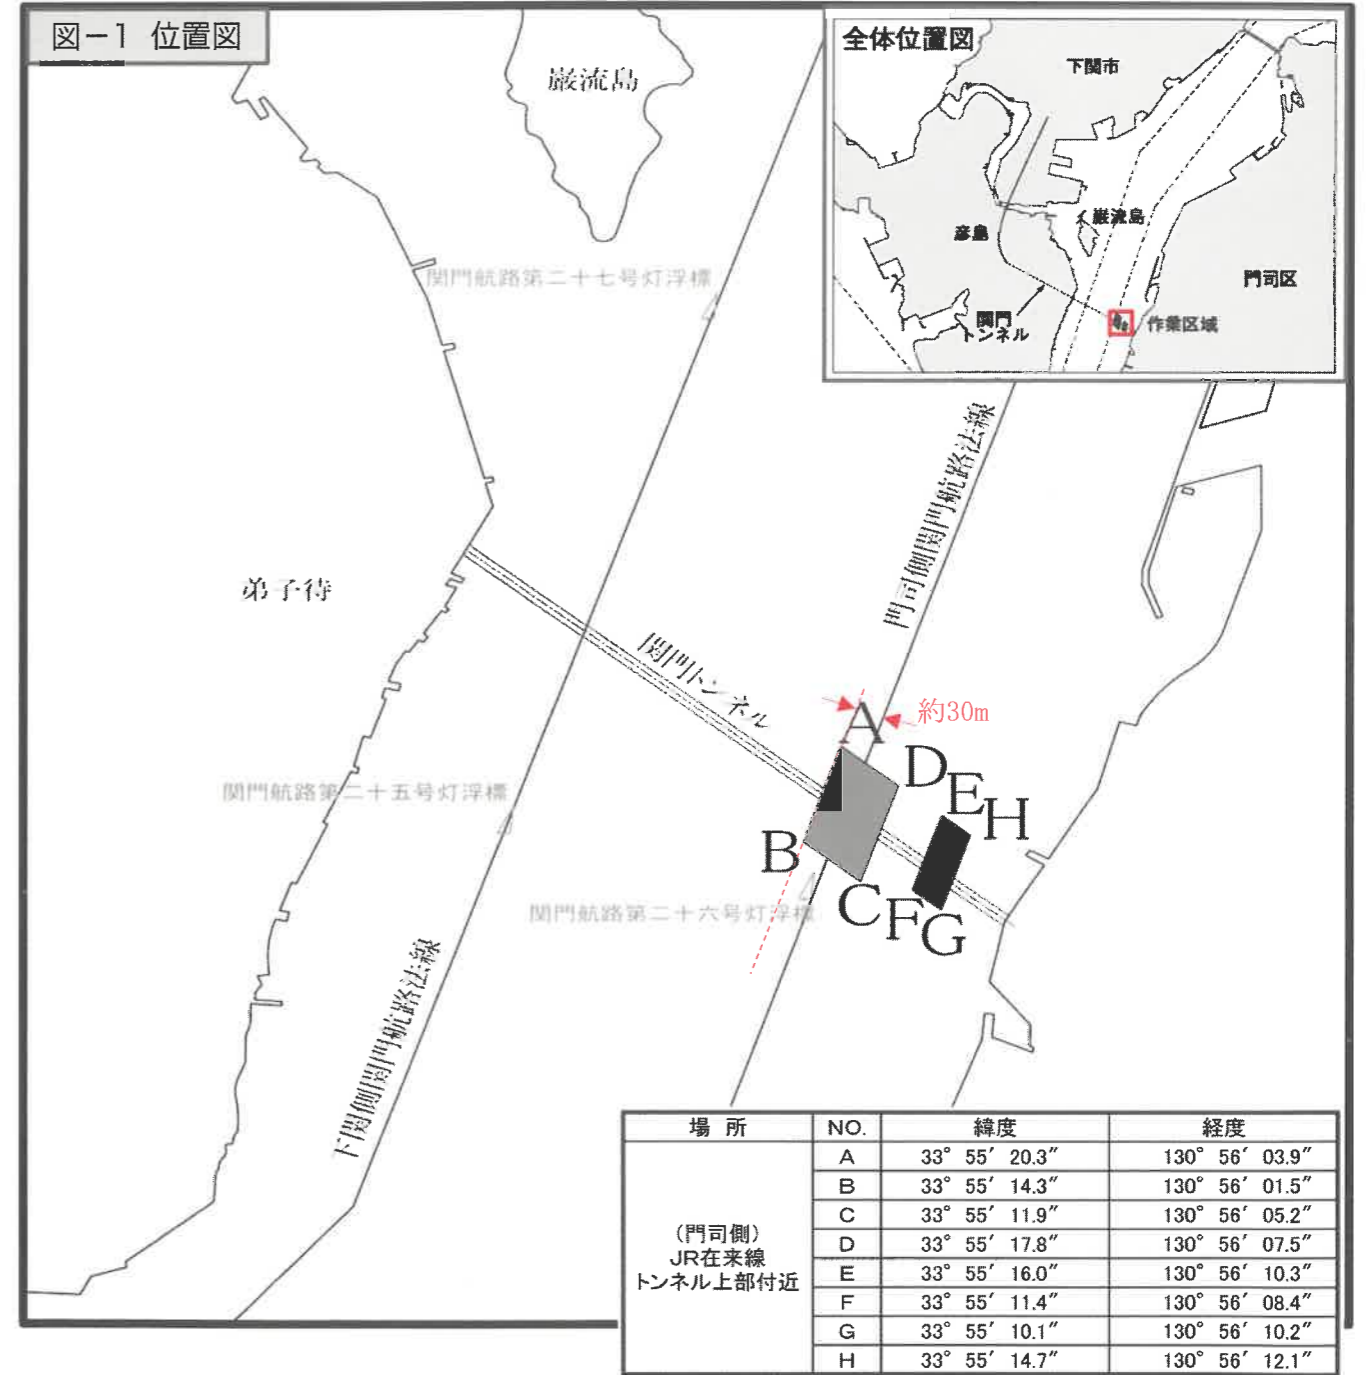 図－1 位置図
巌流島
全体位置図
下関市
巌流島
彦島
門司区
関門
トンネル
作業区域
関門航路第二十七号灯浮標
門司側関門航路法線
弟子待
関門トンネル
約30m
A
D
E
H
B
C
F
G
関門航路第二十五号灯浮標
関門航路第二十六号灯浮標
下関側関門航路法線
場 所 NO. 緯度 経度
(門司側)
JR在来線
トンネル上部付近
A 33° 55′ 20.3″ 130° 56′ 03.9″
B 33° 55′ 14.3″ 130° 56′ 01.5″
C 33° 55′ 11.9″ 130° 56′ 05.2″
D 33° 55′ 17.8″ 130° 56′ 07.5″
E 33° 55′ 16.0″ 130° 56′ 10.3″
F 33° 55′ 11.4″ 130° 56′ 08.4″
G 33° 55′ 10.1″ 130° 56′ 10.2″
H 33° 55′ 14.7″ 130° 56′ 12.1″